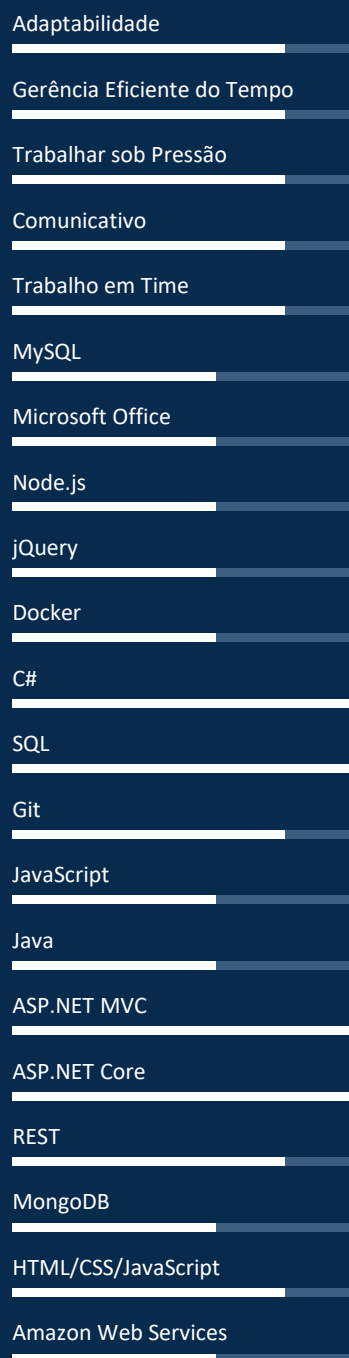 Adaptabilidade
Gerência Eficiente do Tempo
Trabalhar sob Pressão
Comunicativo
Trabalho em Time
MySQL
Microsoft Office
Node.js
jQuery
Docker
C#
SQL
Git
JavaScript
Java
ASP.NET MVC
ASP.NET Core
REST
MongoDB
HTML/CSS/JavaScript
Amazon Web Services